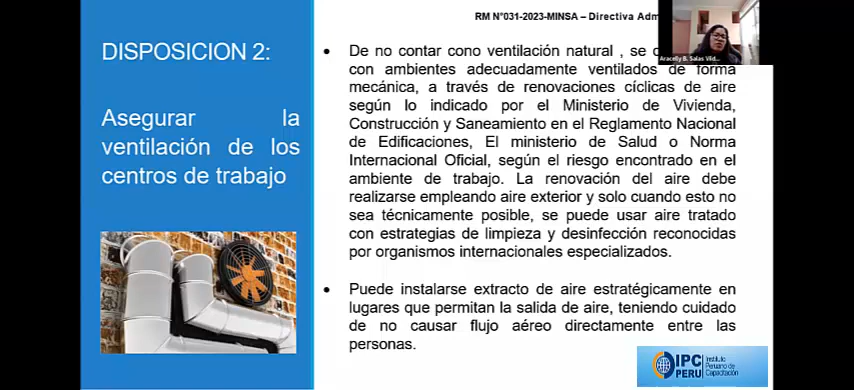 RM N°031-2023-MINSA – Directiva Adm
Aracelly B. Salas Vild...
DISPOSICION 2:
Asegurar la
ventilación de los
centros de trabajo
De no contar cono ventilación natural , se
con ambientes adecuadamente ventilados de forma
mecánica, a través de renovaciones cíclicas de aire
según lo indicado por el Ministerio de Vivienda,
Construcción y Saneamiento en el Reglamento Nacional
de Edificaciones, El ministerio de Salud o Norma
Internacional Oficial, según el riesgo encontrado en el
ambiente de trabajo. La renovación del aire debe
realizarse empleando aire exterior y solo cuando esto no
sea técnicamente posible, se puede usar aire tratado
con estrategias de limpieza y desinfección reconocidas
por organismos internacionales especializados.
Puede instalarse extracto de aire estratégicamente en
lugares que permitan la salida de aire, teniendo cuidado
de no causar flujo aéreo directamente entre las
personas.
IPC
PERU
Instituto
Peruano de
Capacitación